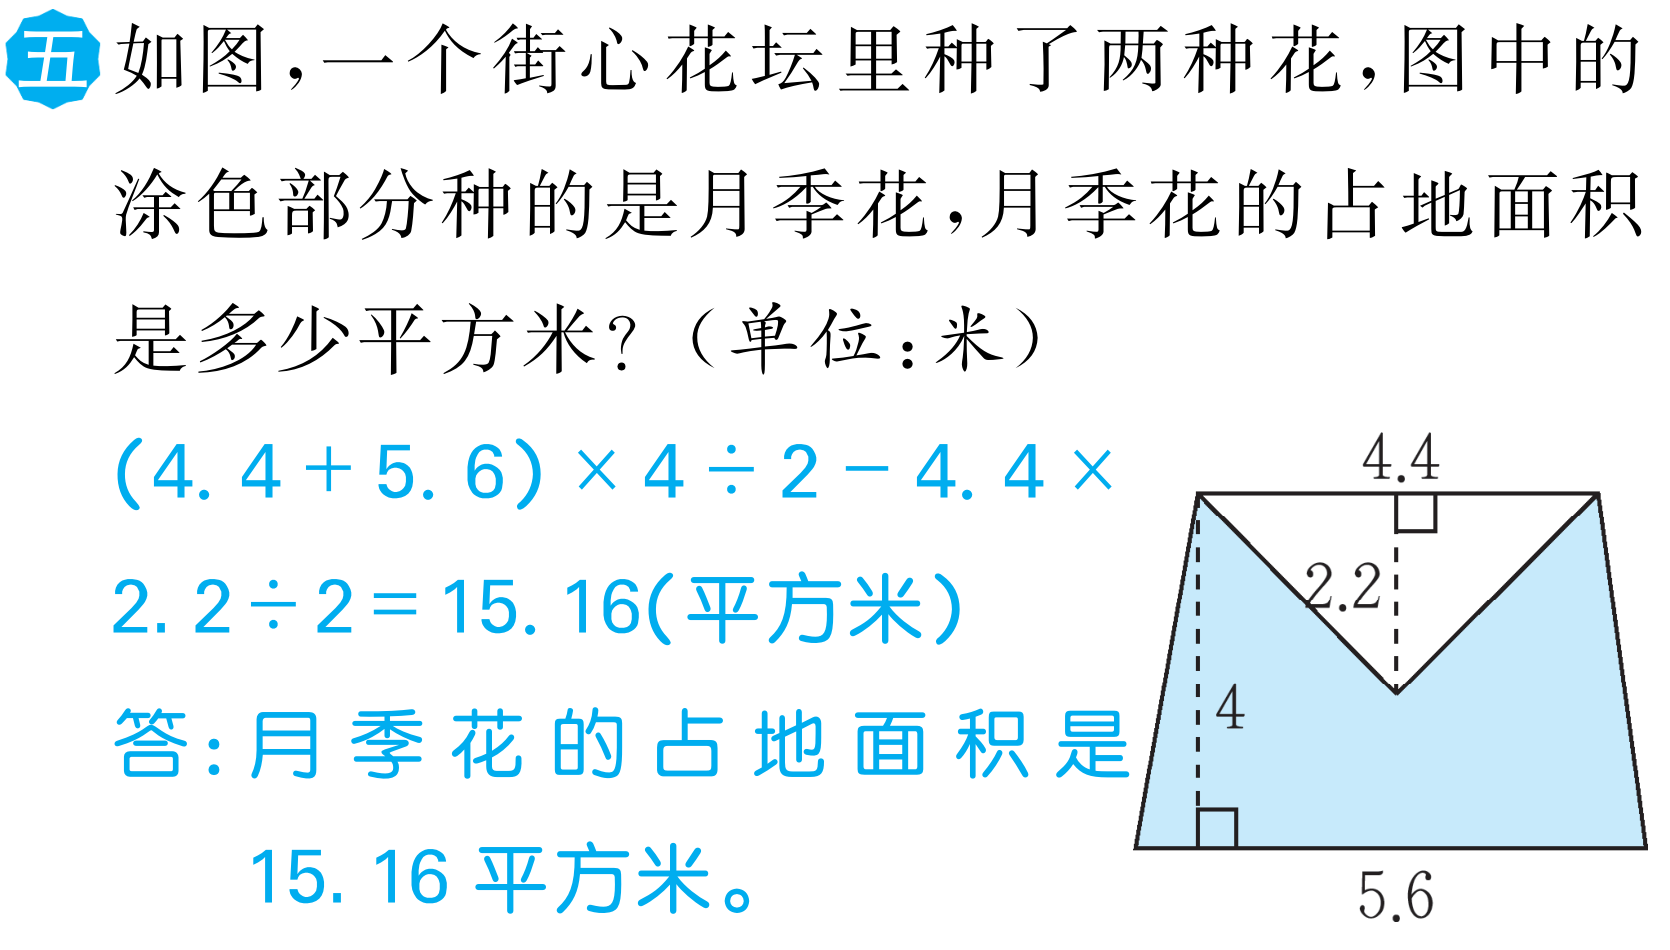 五 如图,一个街心花坛里种了两种花,图中的
涂色部分种的是月季花,月季花的占地面积
是多少平方米?(单位:米)
(4.4+5.6)×4÷2-4.4×
2.2÷2=15.16(平方米)
答:月季花的占地面积是
15.16平方米。
4.4
2.2
4
5.6